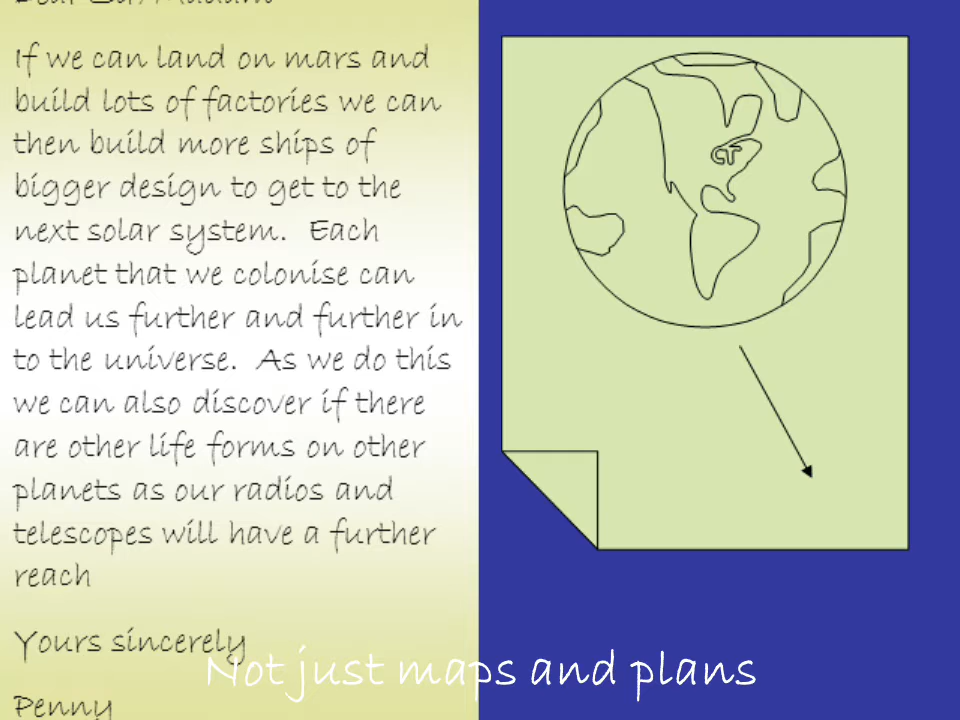 Dear Sir/Madam
If we can land on mars and
build lots of factories we can
then build more ships of
bigger design to get to the
next solar system. Each
planet that we colonise can
lead us further and further in
to the universe. As we do this
we can also discover if there
are other life forms on other
planets as our radios and
telescopes will have a further
reach
Yours sincerely
Not just maps and plans
Penny